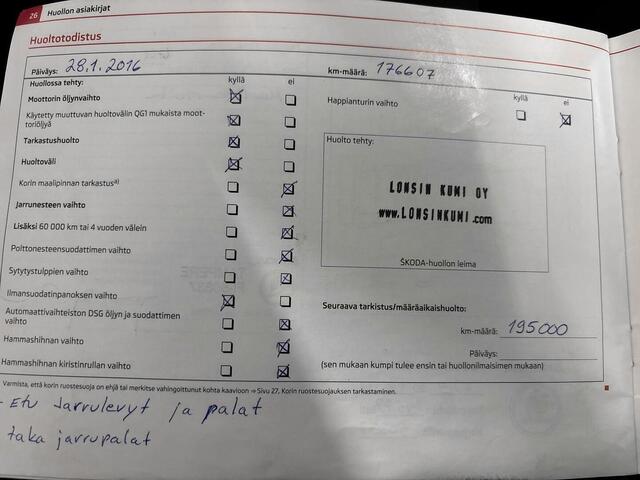 26 Huollon asiakirjat
Huoltotodistus
Päiväys: 28.1.2016 km-määrä: 176607
Huollossa tehty: kyllä ei
Moottorin öljynvaihto
Käytetty muuttuvan huoltovälin QG1 mukaista moot-
toriöljyä
Tarkastushuolto
Huoltoväli
Korin maalipinnan tarkastus a)
Jarrunesteen vaihto
Lisäksi 60 000 km tai 4 vuoden välein
Polttonesteensuodattimen vaihto
Sytytystulppien vaihto
Ilmansuodatinpanoksen vaihto
Automaattivaihteiston DSG öljyn ja suodattimen
vaihto
Hammashihnan vaihto
Hammashihnan kiristinrullan vaihto
kyllä ei
Happianturin vaihto
Huolto tehty:
LONSIN KUMI OY
www.LONSINKUMI.com
ŠKODA-huollon leima
Seuraava tarkistus/määräaikaishuolto:
km-määrä: 195000
Päiväys:
(sen mukaan kumpi tulee ensin tai huollonilmaisimen mukaan)
Varmista, että korin ruostesuoja on ehjä tai merkitse vahingoittunut kohta kaavioon ⇒ Sivu 27, Korin ruostesuojauksen tarkastaminen.
- Etu Jarrulevyt ja palat
taka jarrupalat